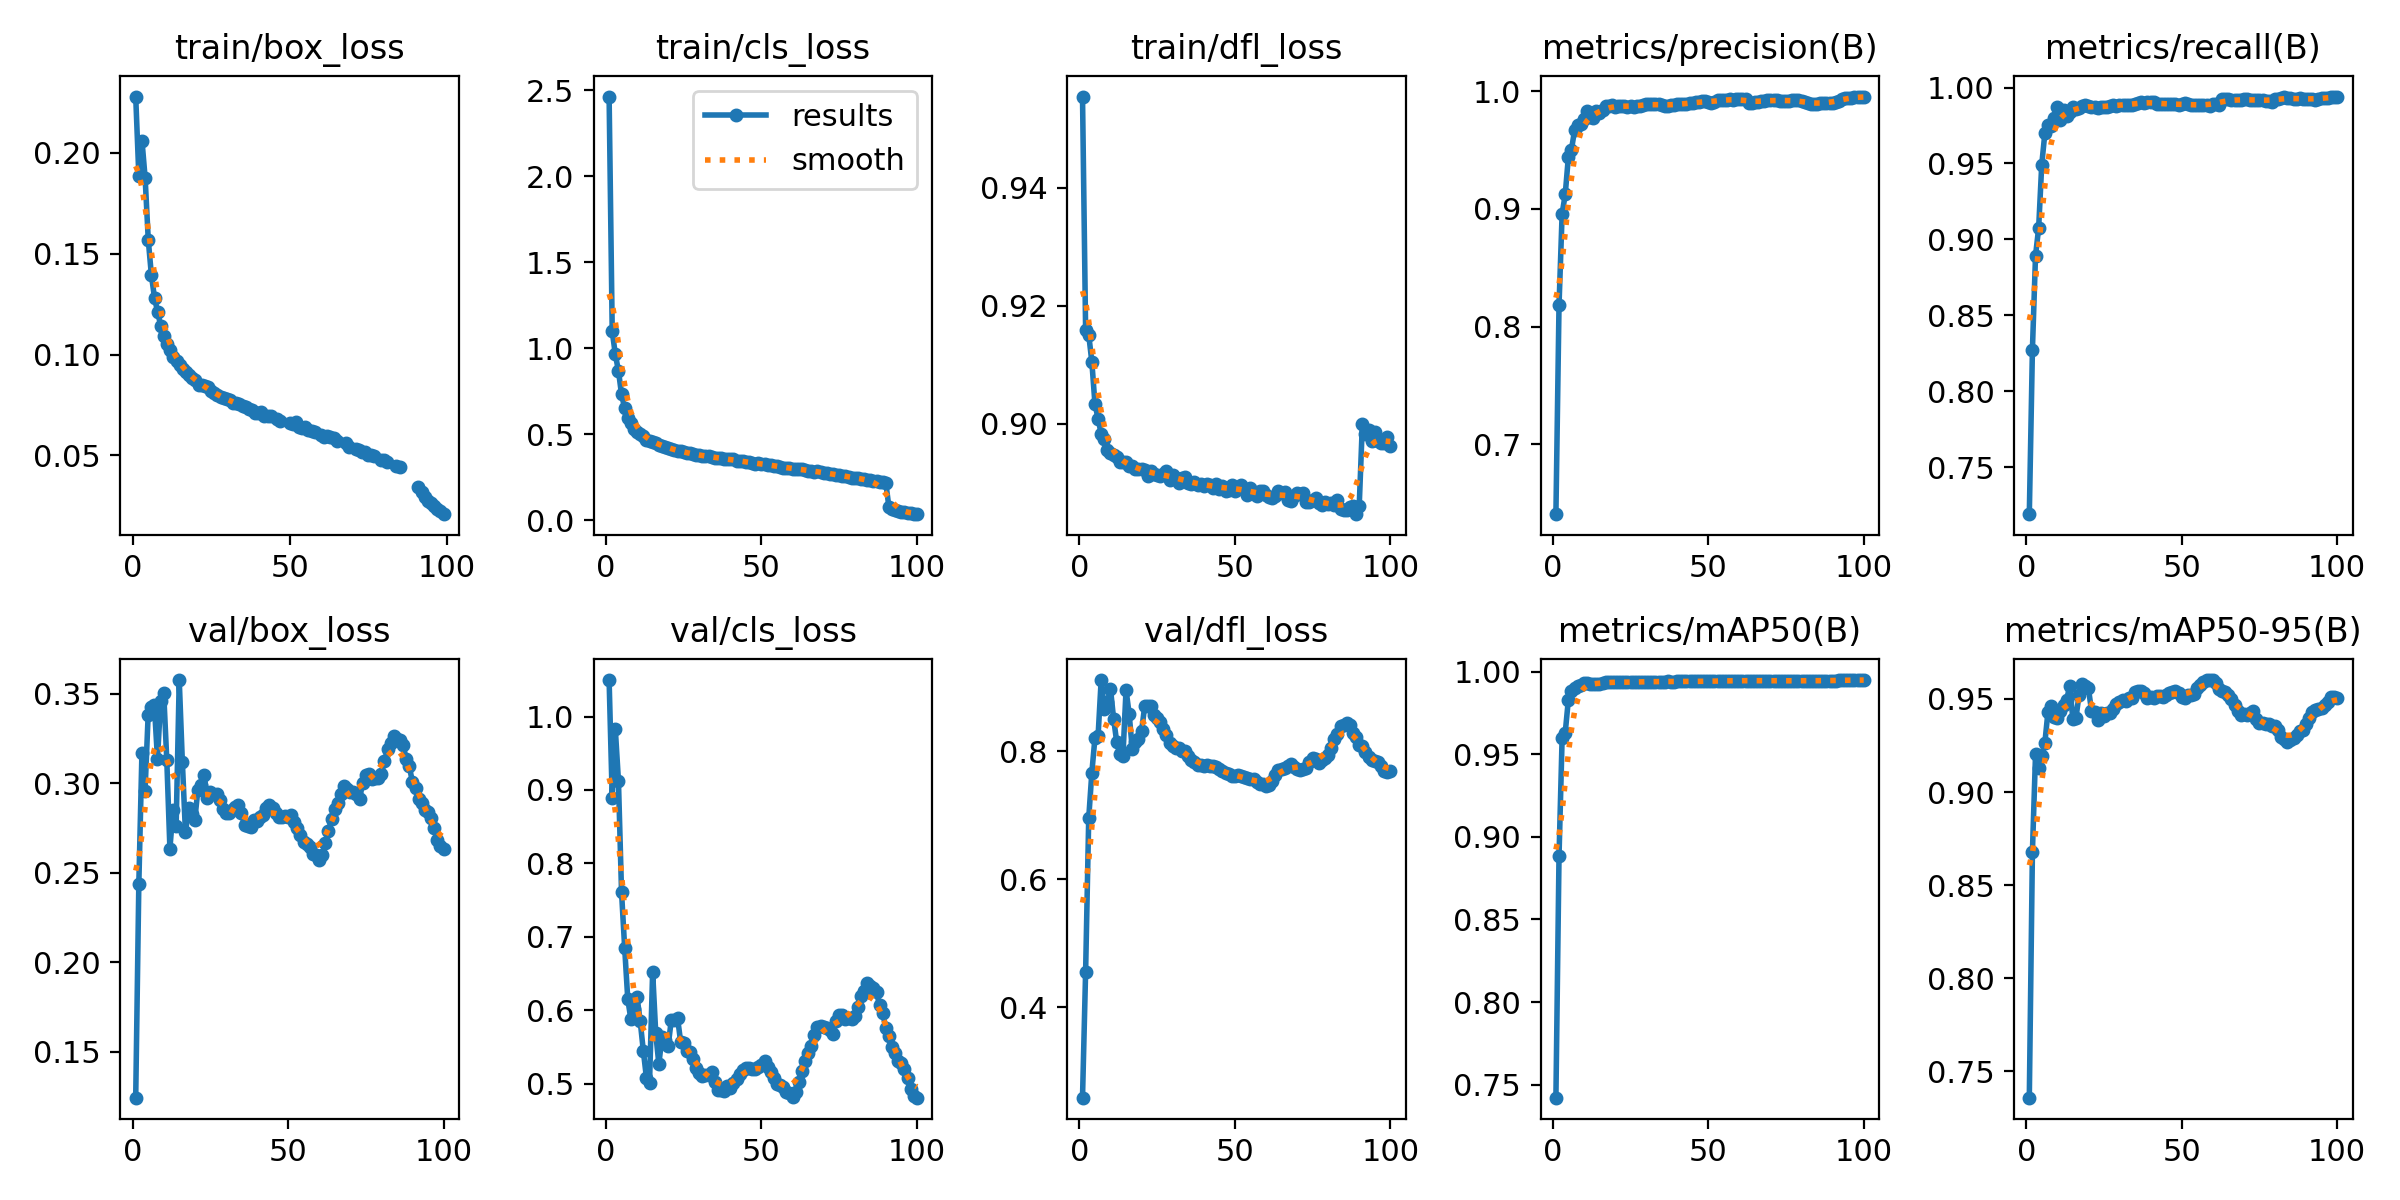 train/box_loss
0.20
0.15
0.10
0.05
0 50 100
train/cls_loss
results
smooth
2.5
2.0
1.5
1.0
0.5
0.0
0 50 100
train/dfl_loss
0.94
0.92
0.90
0 50 100
metrics/precision(B)
1.0
0.9
0.8
0.7
0 50 100
metrics/recall(B)
1.00
0.95
0.90
0.85
0.80
0.75
0 50 100
val/box_loss
0.35
0.30
0.25
0.20
0.15
0 50 100
val/cls_loss
1.0
0.9
0.8
0.7
0.6
0.5
0 50 100
val/dfl_loss
0.8
0.6
0.4
0 50 100
metrics/mAP50(B)
1.00
0.95
0.90
0.85
0.80
0.75
0 50 100
metrics/mAP50-95(B)
0.95
0.90
0.85
0.80
0.75
0 50 100